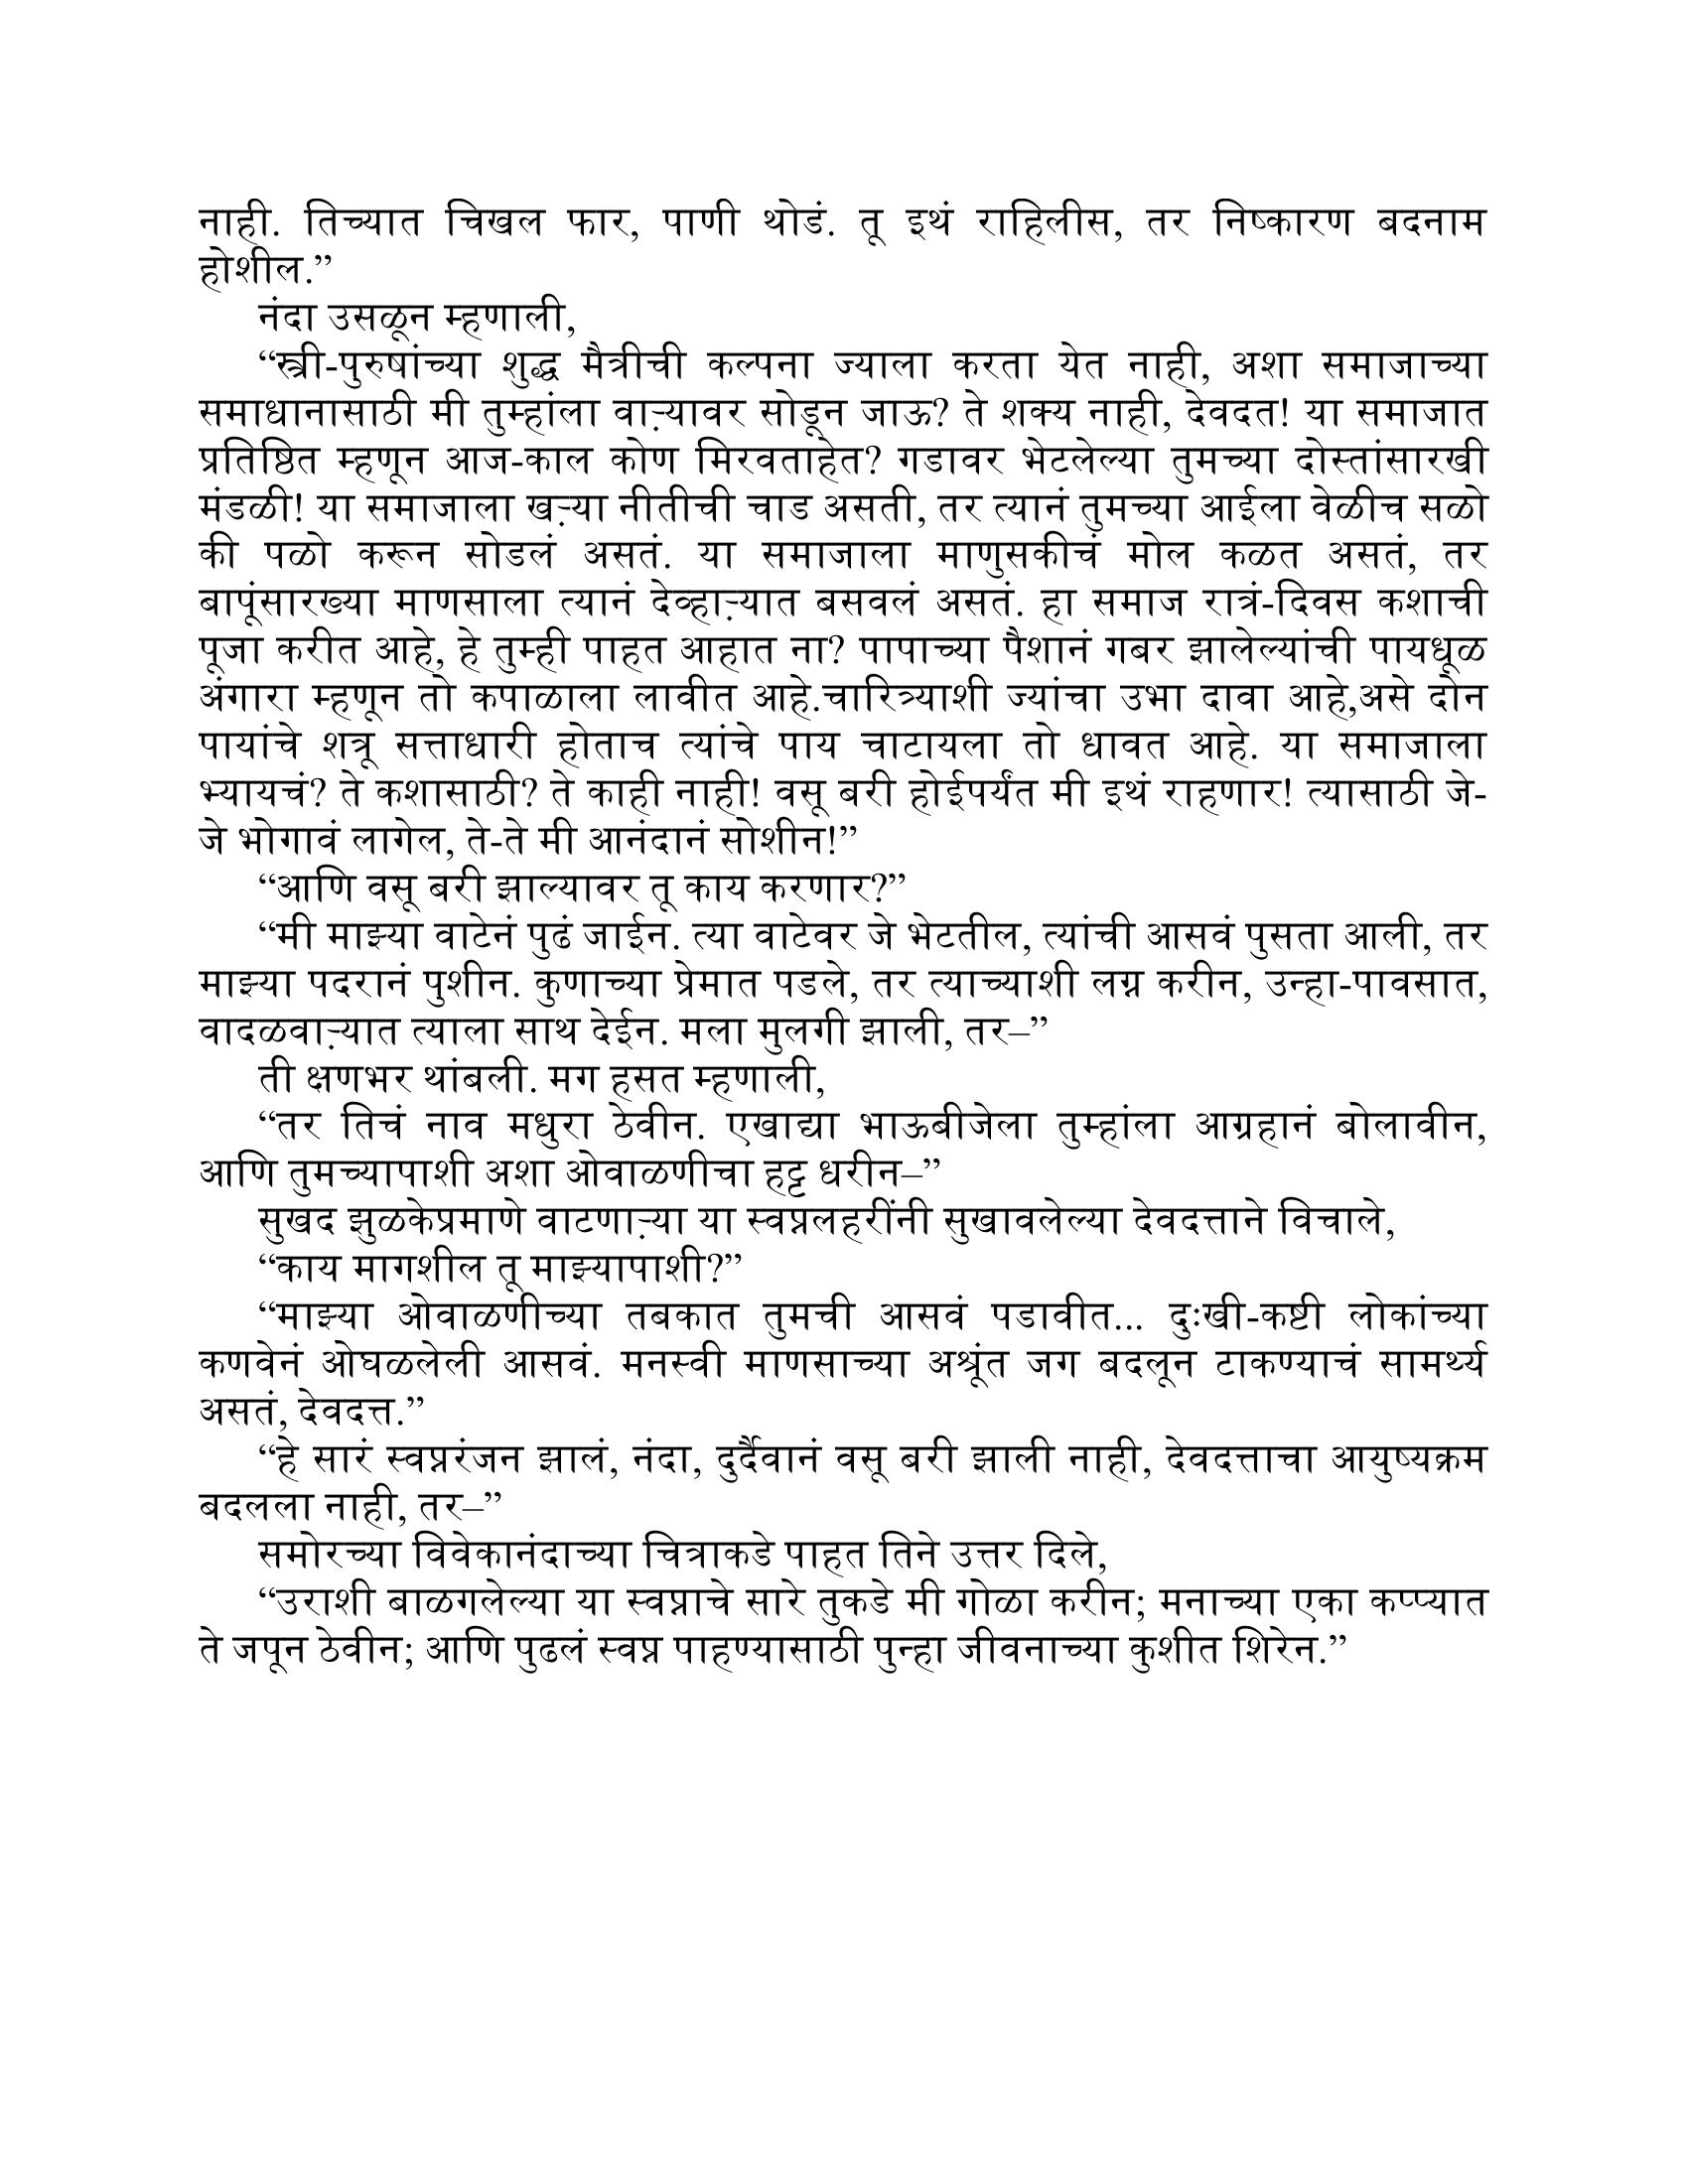 नाही. तिच्यात चिखल फार, पाणी थोडं. तू इथं राहिलीस, तर निष्कारण बदनाम
होशील.”
नंदा उसळून म्हणाली,
“स्त्री-पुरुषांच्या शुद्ध मैत्रीची कल्पना ज्याला करता येत नाही, अशा समाजाच्या
समाधानासाठी मी तुम्हांला वाऱ्यावर सोडून जाऊ? ते शक्य नाही, देवदत! या समाजात
प्रतिष्ठित म्हणून आज-काल कोण मिरवताहेत? गडावर भेटलेल्या तुमच्या दोस्तांसारखी
मंडळी! या समाजाला खऱ्या नीतीची चाड असती, तर त्यानं तुमच्या आईला वेळीच सळो
की पळो करून सोडलं असतं. या समाजाला माणुसकीचं मोल कळत असतं, तर
बापूंसारख्या माणसाला त्यानं देव्हाऱ्यात बसवलं असतं. हा समाज रात्रं-दिवस कशाची
पूजा करीत आहे, हे तुम्ही पाहत आहात ना? पापाच्या पैशानं गबर झालेल्यांची पायधूळ
अंगारा म्हणून तो कपाळाला लावीत आहे.चारित्र्याशी ज्यांचा उभा दावा आहे,असे दोन
पायांचे शत्रू सत्ताधारी होताच त्यांचे पाय चाटायला तो धावत आहे. या समाजाला
भ्यायचं? ते कशासाठी? ते काही नाही! वसू बरी होईपर्यंत मी इथं राहणार! त्यासाठी जे-
जे भोगावं लागेल, ते-ते मी आनंदानं सोशीन!”
“आणि वसू बरी झाल्यावर तू काय करणार?”
“मी माझ्या वाटेनं पुढं जाईन. त्या वाटेवर जे भेटतील, त्यांची आसवं पुसता आली, तर
माझ्या पदरानं पुशीन. कुणाच्या प्रेमात पडले, तर त्याच्याशी लग्न करीन, उन्हा-पावसात,
वादळवाऱ्यात त्याला साथ देईन. मला मुलगी झाली, तर–”
ती क्षणभर थांबली. मग हसत म्हणाली,
“तर तिचं नाव मधुरा ठेवीन. एखाद्या भाऊबीजेला तुम्हांला आग्रहानं बोलावीन,
आणि तुमच्यापाशी अशा ओवाळणीचा हट्ट धरीन–”
सुखद झुळकेप्रमाणे वाटणाऱ्या या स्वप्नलहरींनी सुखावलेल्या देवदत्ताने विचाले,
“काय मागशील तू माझ्यापाशी?”
“माझ्या ओवाळणीच्या तबकात तुमची आसवं पडावीत... दुःखी-कष्टी लोकांच्या
कणवेनं ओघळलेली आसवं. मनस्वी माणसाच्या अश्रूंत जग बदलून टाकण्याचं सामर्थ्य
असतं, देवदत्त.”
“हे सारं स्वप्नरंजन झालं, नंदा, दुर्दैवानं वसू बरी झाली नाही, देवदत्ताचा आयुष्यक्रम
बदलला नाही, तर–”
समोरच्या विवेकानंदाच्या चित्राकडे पाहत तिने उत्तर दिले,
“उराशी बाळगलेल्या या स्वप्नाचे सारे तुकडे मी गोळा करीन; मनाच्या एका कप्प्यात
ते जपून ठेवीन; आणि पुढलं स्वप्न पाहण्यासाठी पुन्हा जीवनाच्या कुशीत शिरेन.”